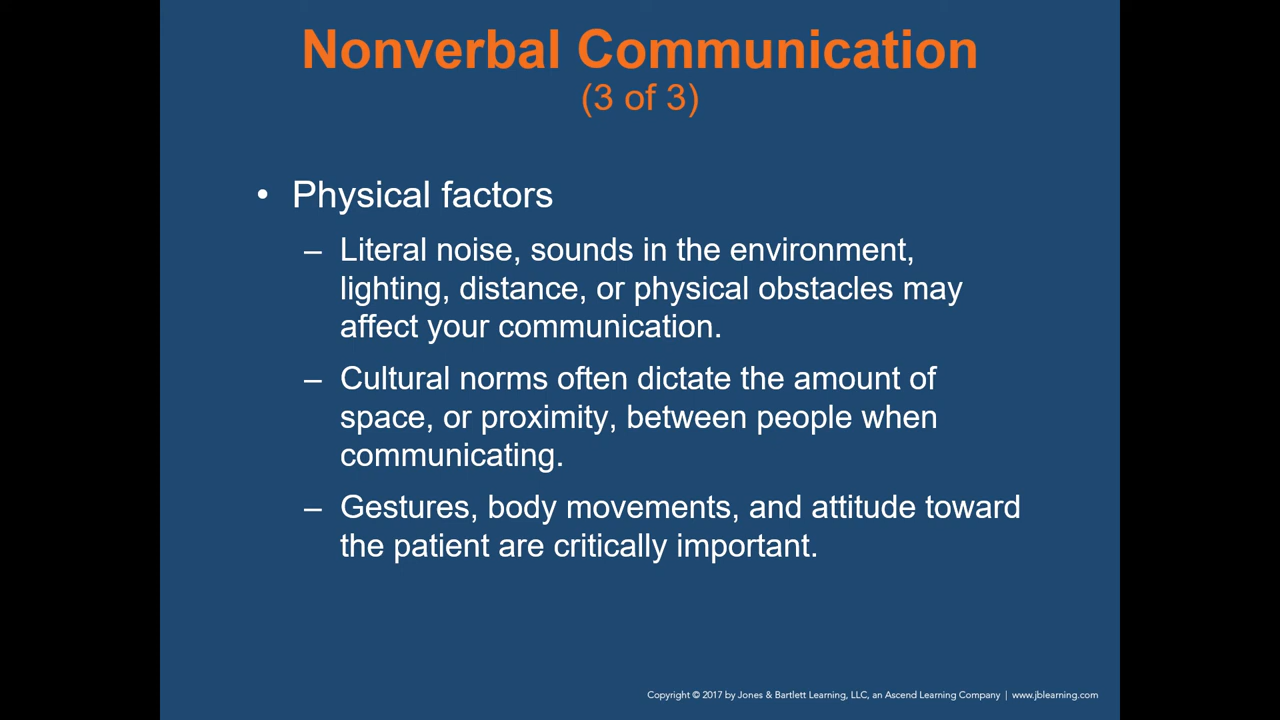 Nonverbal Communication
(3 of 3)
• Physical factors
– Literal noise, sounds in the environment,
lighting, distance, or physical obstacles may
affect your communication.
– Cultural norms often dictate the amount of
space, or proximity, between people when
communicating.
– Gestures, body movements, and attitude toward
the patient are critically important.
Copyright © 2017 by Jones & Bartlett Learning, LLC, an Ascend Learning Company | www.jblearning.com